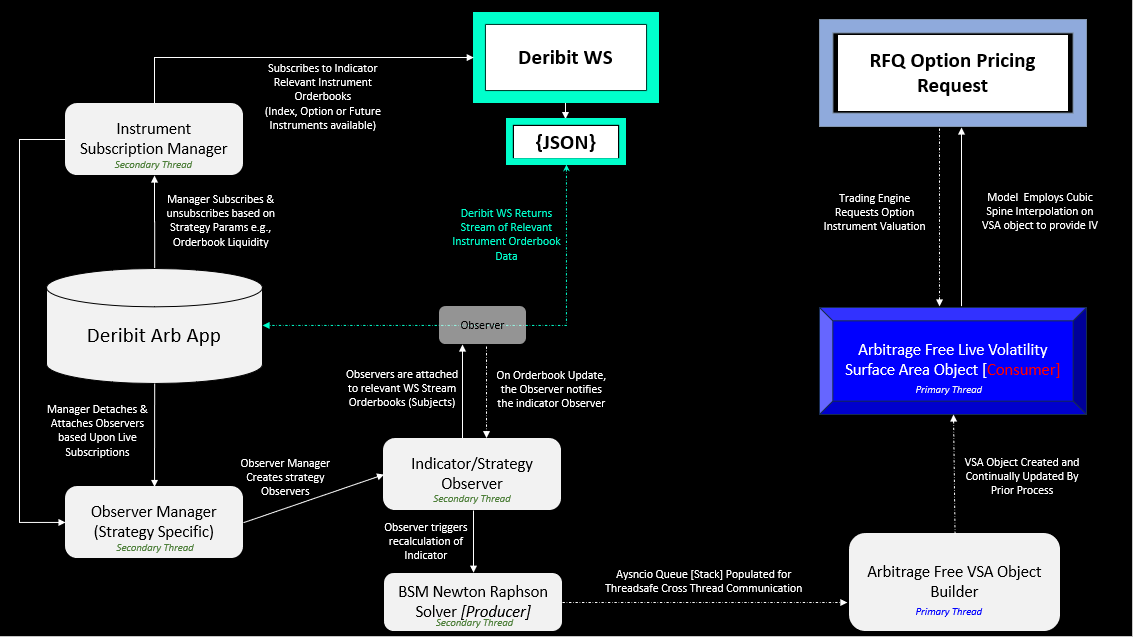 Deribit WS
RFQ Option Pricing
Request
Subscribes to Indicator
Relevant Instrument
Orderbooks
(Index, Option or Future
Instruments available)
{JSON}
Instrument
Subscription Manager
Secondary Thread
Manager Subscribes &
unsubscribes based on
Strategy Params e.g.,
Orderbook Liquidity
Deribit WS Returns
Stream of Relevant
Instrument Orderbook
Data
Trading Engine
Requests Option
Instrument Valuation
Model  Employs Cubic
Spine Interpolation on
VSA object to provide IV
Deribit Arb App
Observer
Arbitrage Free Live Volatility
Surface Area Object [Consumer]
Primary Thread
Observers are attached
to relevant WS Stream
Orderbooks (Subjects)
On Orderbook Update,
the Observer notifies
the indicator Observer
Manager Detaches &
Attaches Observers
based Upon Live
Subscriptions
Observer Manager
Creates strategy
Observers
Indicator/Strategy
Observer
Secondary Thread
VSA Object Created and
Continually Updated By
Prior Process
Observer Manager
(Strategy Specific)
Secondary Thread
Observer triggers
recalculation of
Indicator
BSM Newton Raphson
Solver [Producer]
Secondary Thread
Aysncio Queue [Stack] Populated for
Threadsafe Cross Thread Communication
Arbitrage Free VSA Object
Builder
Primary Thread